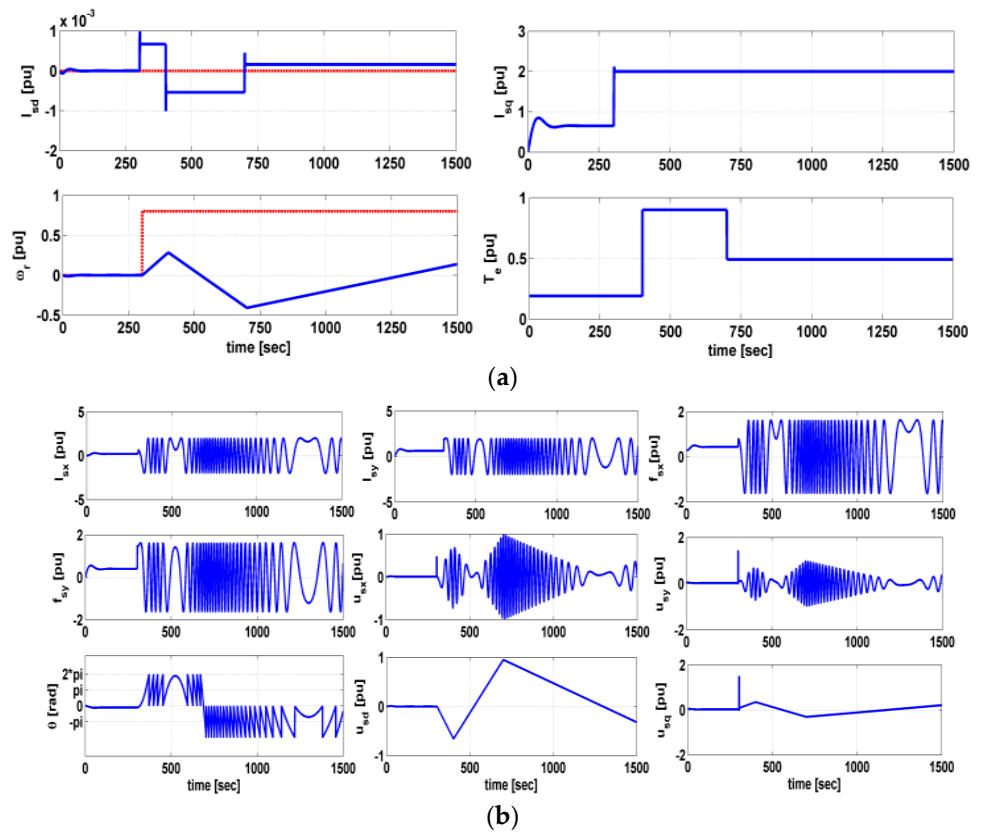 x 10⁻³
1
0
-1
-2
I_sd [pu]
0 250 500 750 1000 1250 1500
3
2
1
0
I_sq [pu]
0 250 500 750 1000 1250 1500
1
0.5
0
-0.5
ω_r [pu]
0 250 500 750 1000 1250 1500
time [sec]
1
0.5
0
T_e [pu]
0 250 500 750 1000 1250 1500
time [sec]
(a)
5
0
-5
I_sx [pu]
0 500 1000 1500
5
0
-5
I_sy [pu]
0 500 1000 1500
2
0
-2
f_sx[pu]
0 500 1000 1500
2
0
-2
f_sy [pu]
0 500 1000 1500
1
0
-1
u_sx [pu]
0 500 1000 1500
2
0
-2
u_sy [pu]
0 500 1000 1500
2*pi
pi
0
-pi
θ [rad]
0 500 1000 1500
time [sec]
1
0
-1
u_sd [pu]
0 500 1000 1500
time [sec]
2
0
-2
u_sq [pu]
0 500 1000 1500
time [sec]
(b)